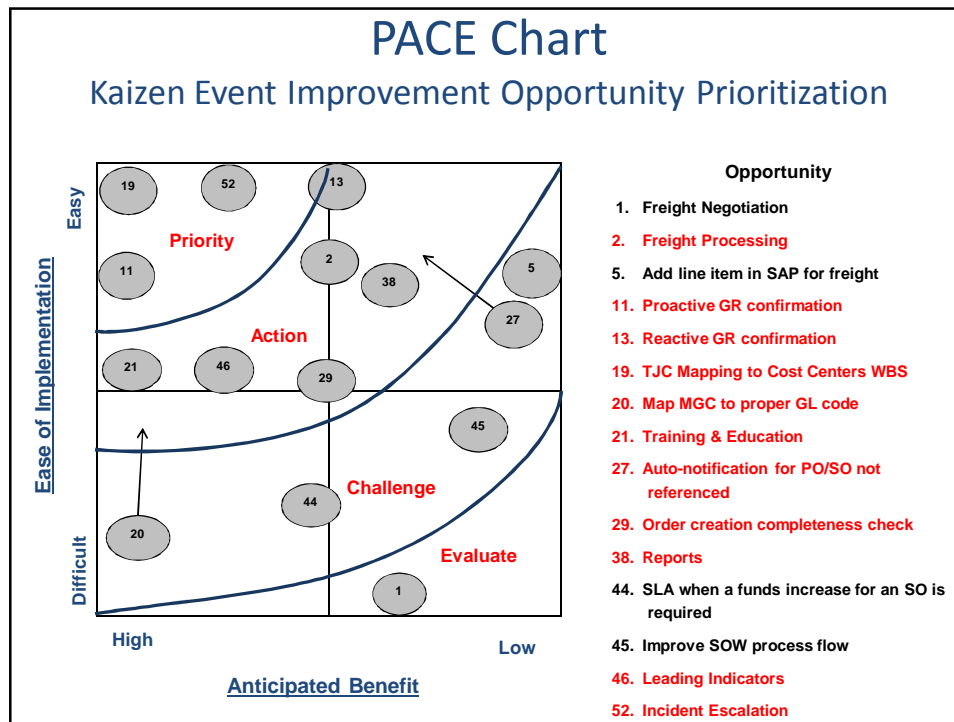 PACE Chart
Kaizen Event Improvement Opportunity Prioritization
Easy
Ease of Implementation
Difficult
19
52
13
Priority
11
2
38
5
27
Action
21
46
29
45
44
Challenge
20
Evaluate
1
High
Low
Anticipated Benefit
Opportunity
1. Freight Negotiation
2. Freight Processing
5. Add line item in SAP for freight
11. Proactive GR confirmation
13. Reactive GR confirmation
19. TJC Mapping to Cost Centers WBS
20. Map MGC to proper GL code
21. Training & Education
27. Auto-notification for PO/SO not
referenced
29. Order creation completeness check
38. Reports
44. SLA when a funds increase for an SO is
required
45. Improve SOW process flow
46. Leading Indicators
52. Incident Escalation